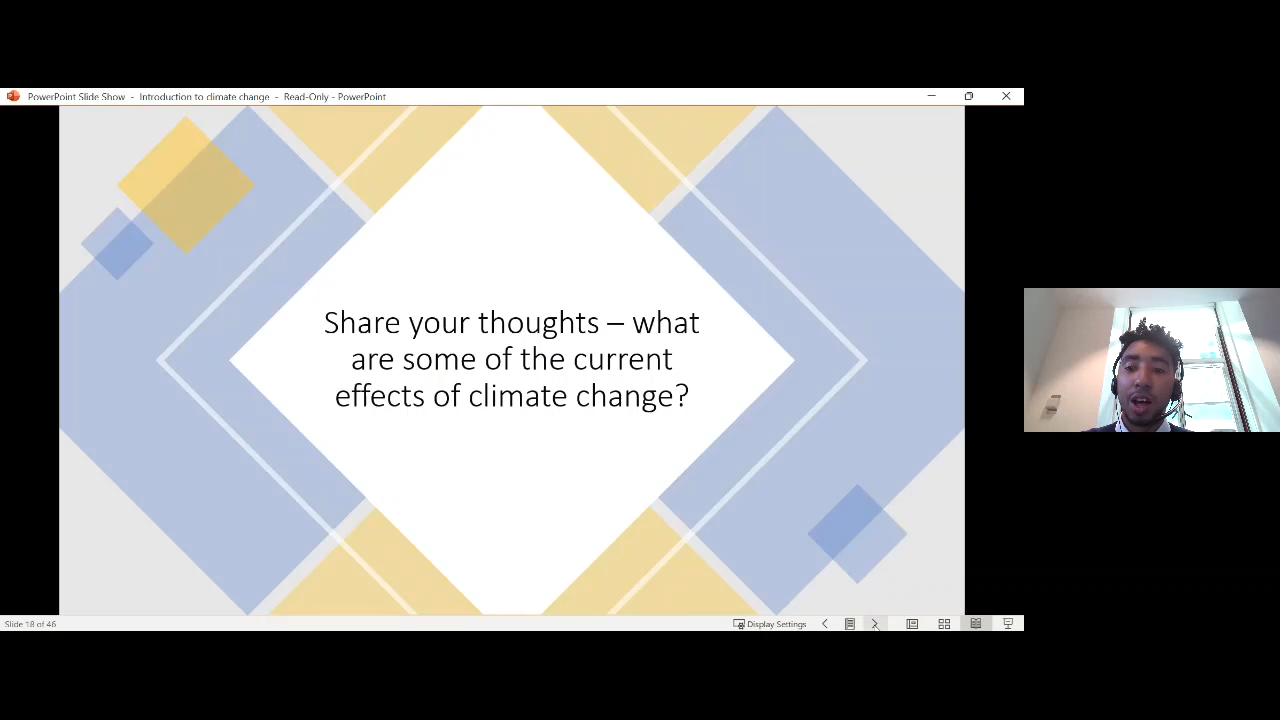 PowerPoint Slide Show - Introduction to climate change - Read-Only - PowerPoint
Share your thoughts – what
are some of the current
effects of climate change?
Slide 18 of 46
Display Settings